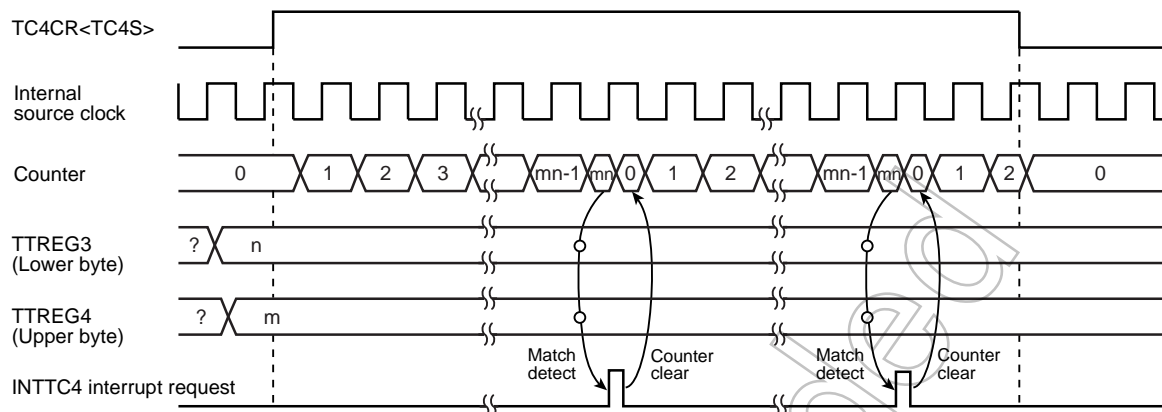 TC4CR<TC4S>
Internal
source clock
Counter
0 1 2 3 mn-1 mn 0 1 2 mn-1 mn 0 1 2 0
TTREG3
(Lower byte)
? n
TTREG4
(Upper byte)
? m
Match
detect
Counter
clear
Match
detect
Counter
clear
INTTC4 interrupt request